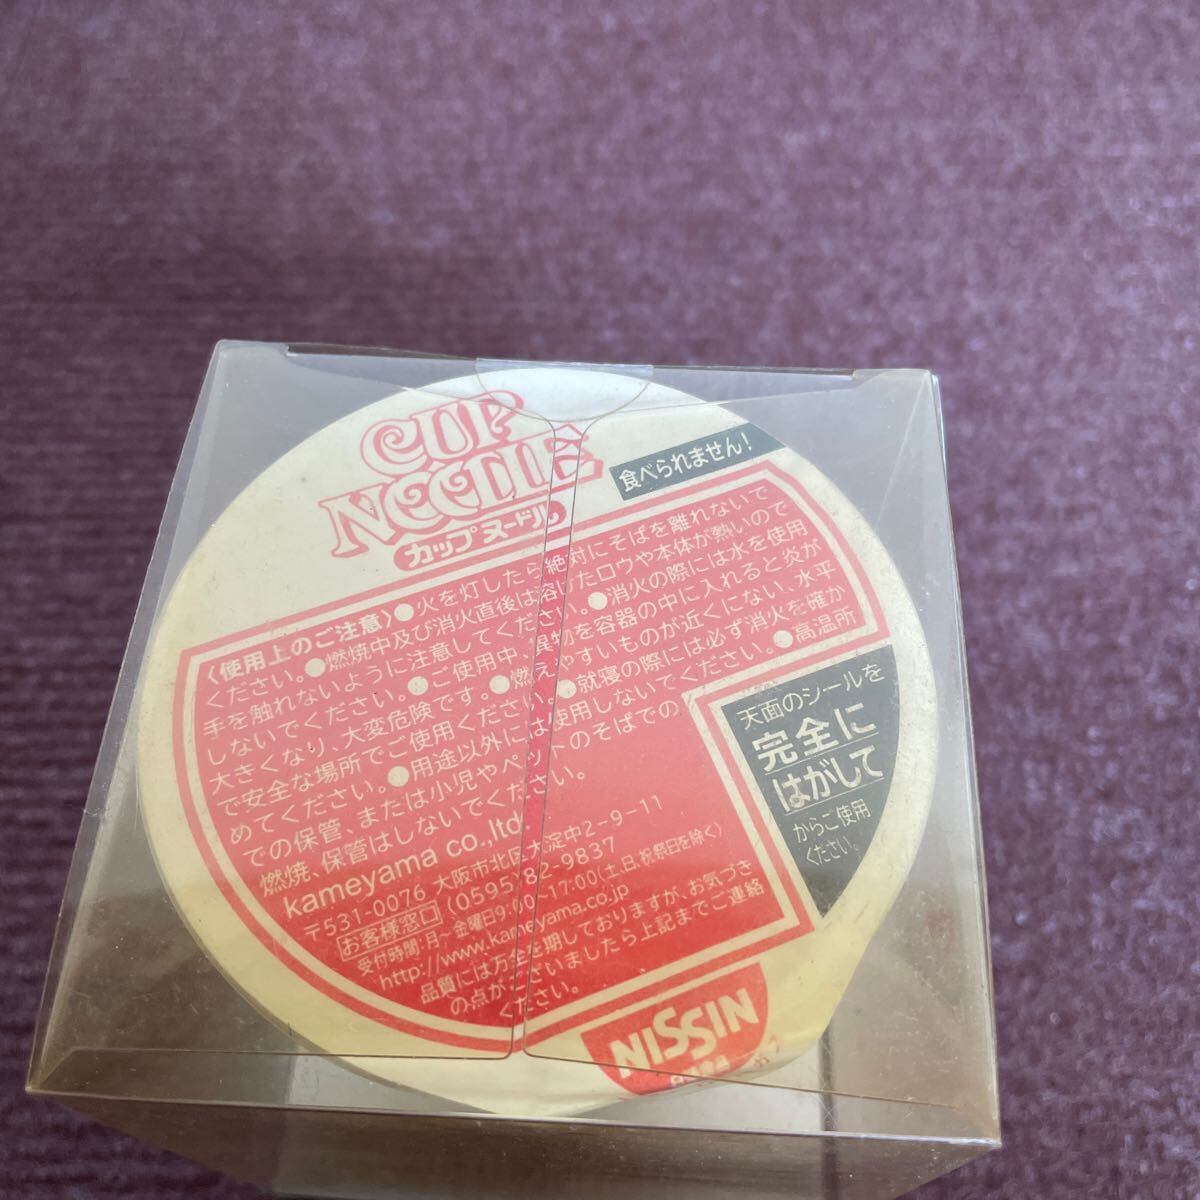 CUP
NOODLE
カップヌードル
食べられません!
〈使用上のご注意〉●火を灯したら絶対にそばを離れないで
ください。●燃焼中及び消火直後は溶けたロウや本体が熱いので
手を触れないように注意してください。●消火の際には水を使用
しないでください。●ご使用中、異物を容器の中に入れると炎が
大きくなり、大変危険です。●燃えやすいものが近くにない、水平
で安全な場所でご使用ください。●就寝の際には必ず消火を確か
めてください。●用途以外には使用しないでください。●高温所
での保管、または小児やペットのそばでの
燃焼、保管はしないでください。
kameyama co.,ltd.
〒531-0076 大阪市北区大淀中2-9-11
お客様窓口 (0595)82-9837
受付時間:月~金曜日9:00-17:00(土,日,祝祭日を除く)
http://www.kameyama.co.jp
品質には万全を期しておりますが、お気づき
の点がございましたら上記までご連絡
ください。
天面のシールを
完全に
はがして
からご使用
ください。
NISSIN